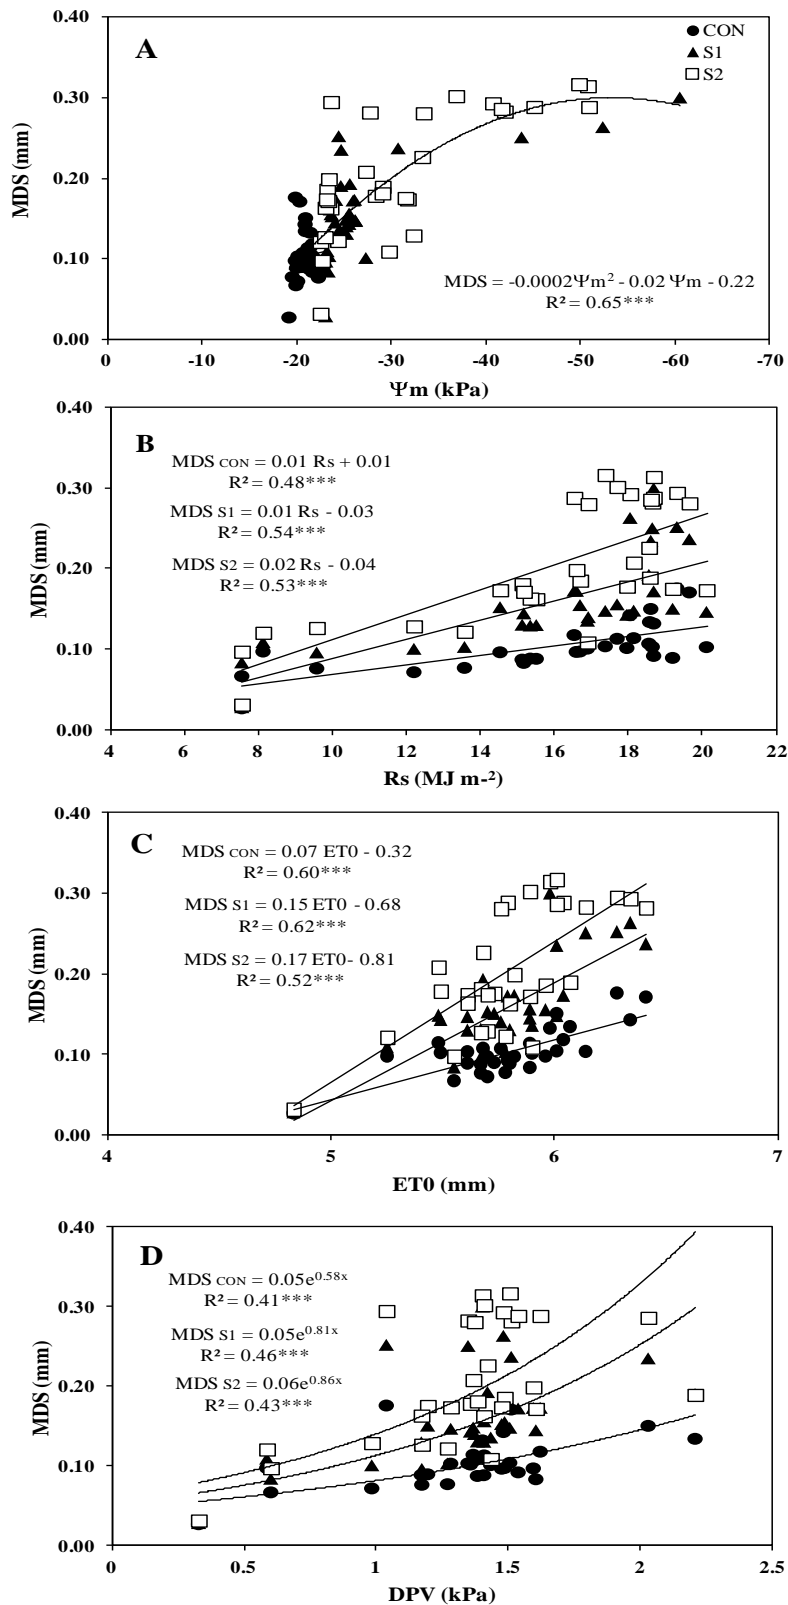 A
CON
S1
S2
0.40
0.30
0.20
0.10
0.00
MDS (mm)
MDS = -0.0002Ψm² - 0.02 Ψm - 0.22
R² = 0.65***
0 -10 -20 -30 -40 -50 -60 -70
Ψm (kPa)
B
0.40
0.30
0.20
0.10
0.00
MDS (mm)
MDS CON = 0.01 Rs + 0.01
R² = 0.48***
MDS S1 = 0.01 Rs - 0.03
R² = 0.54***
MDS S2 = 0.02 Rs - 0.04
R² = 0.53***
4 6 8 10 12 14 16 18 20 22
Rs (MJ m-²)
C
0.40
0.30
0.20
0.10
0.00
MDS (mm)
MDS CON = 0.07 ET0 - 0.32
R² = 0.60***
MDS S1 = 0.15 ET0 - 0.68
R² = 0.62***
MDS S2 = 0.17 ET0- 0.81
R² = 0.52***
4 5 6 7
ET0 (mm)
D
0.40
0.30
0.20
0.10
0.00
MDS (mm)
MDS CON = 0.05e^0.58x
R² = 0.41***
MDS S1 = 0.05e^0.81x
R² = 0.46***
MDS S2 = 0.06e^0.86x
R² = 0.43***
0 0.5 1 1.5 2 2.5
DPV (kPa)